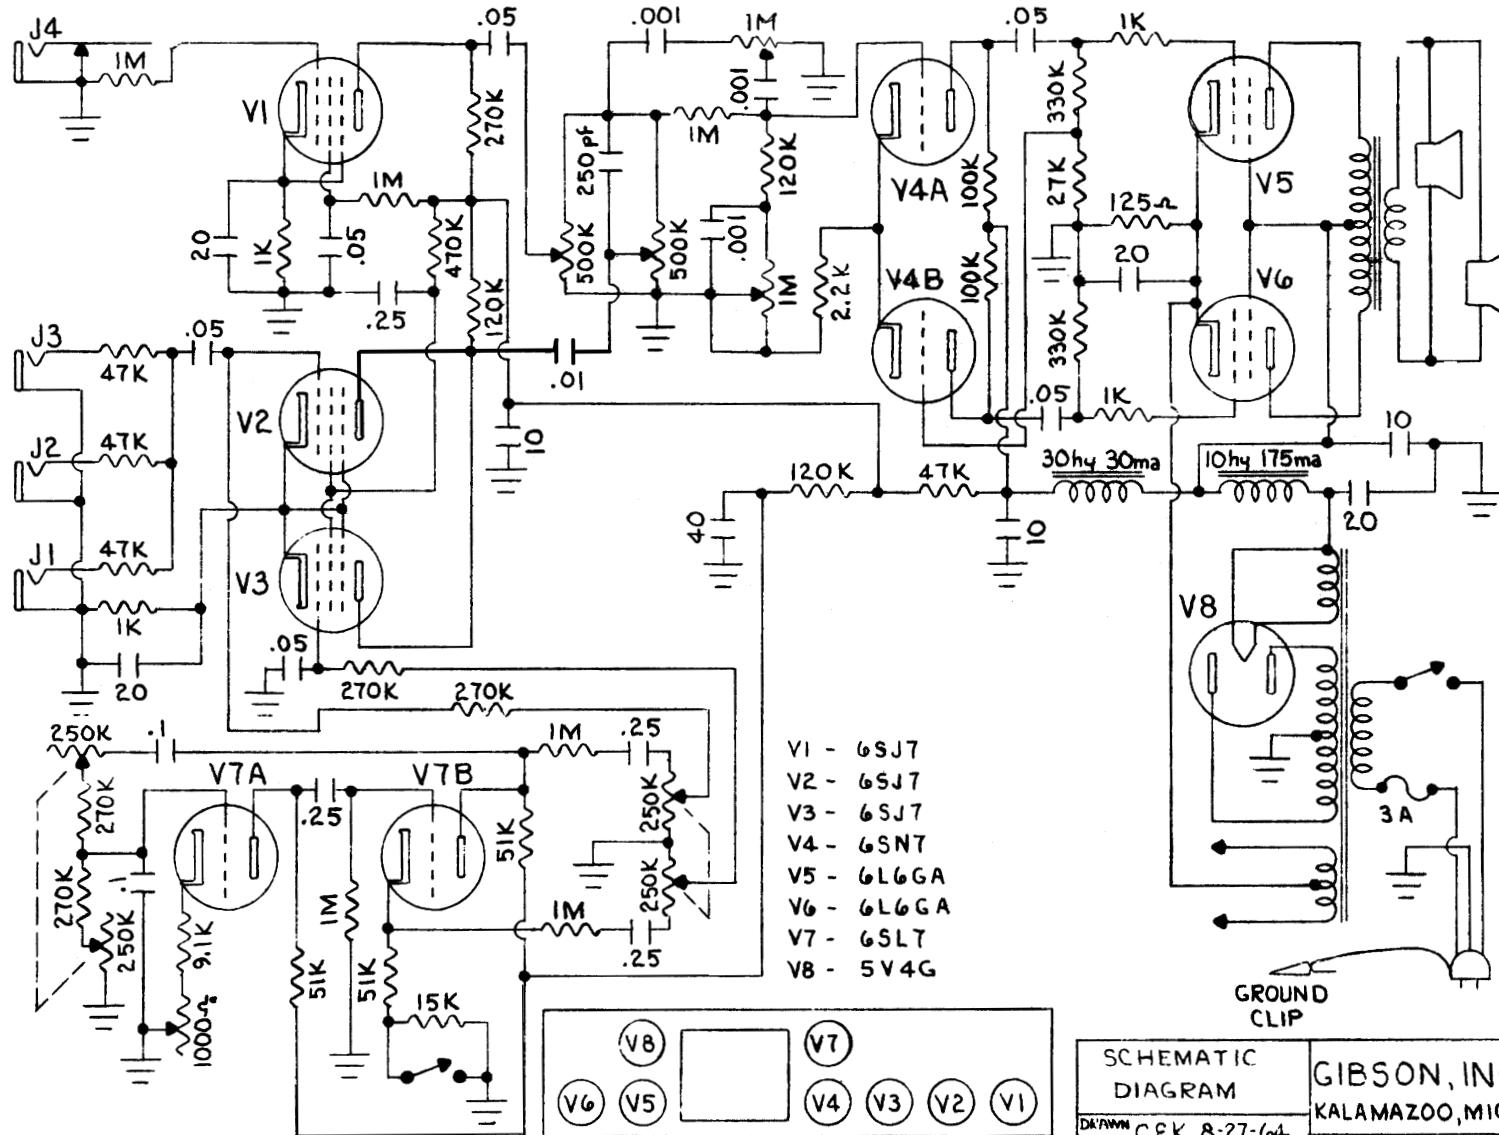 J4
1M
V1
.05
270K
1M
20
1K
.05
470K
.25
120K
.001
1M
.001
250pf
1M
120K
500K
500K
.001
1M
2.2K
.01
10
V4A
V4B
100K
100K
.05
1K
330K
27K
125Ω
20
330K
.05
1K
V5
V6
J3
47K
.05
V2
J2
47K
J1
47K
V3
1K
20
.05
270K
270K
120K
47K
40
10
30hy 30ma
10hy 175ma
10
20
V8
3A
250K
.1
270K
270K
250K
.1
V7A
9.1K
1000Ω
.25
51K
1M
V7B
51K
15K
51K
1M
.25
250K
250K
1M
.25
V1 - 6SJ7
V2 - 6SJ7
V3 - 6SJ7
V4 - 6SN7
V5 - 6L6GA
V6 - 6L6GA
V7 - 6SL7
V8 - 5V4G
GROUND
CLIP
V8
V7
V6
V5
V4
V3
V2
V1
SCHEMATIC
DIAGRAM
GIBSON, IN
KALAMAZOO, MI
DRAWN